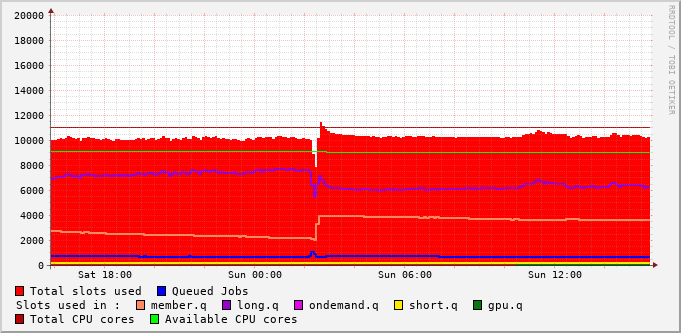 RRDTOOL / TOBI OETIKER
20000
18000
16000
14000
12000
10000
8000
6000
4000
2000
0
Sat 18:00 Sun 00:00 Sun 06:00 Sun 12:00
Total slots used Queued Jobs
Slots used in : member.q long.q ondemand.q short.q gpu.q
Total CPU cores Available CPU cores